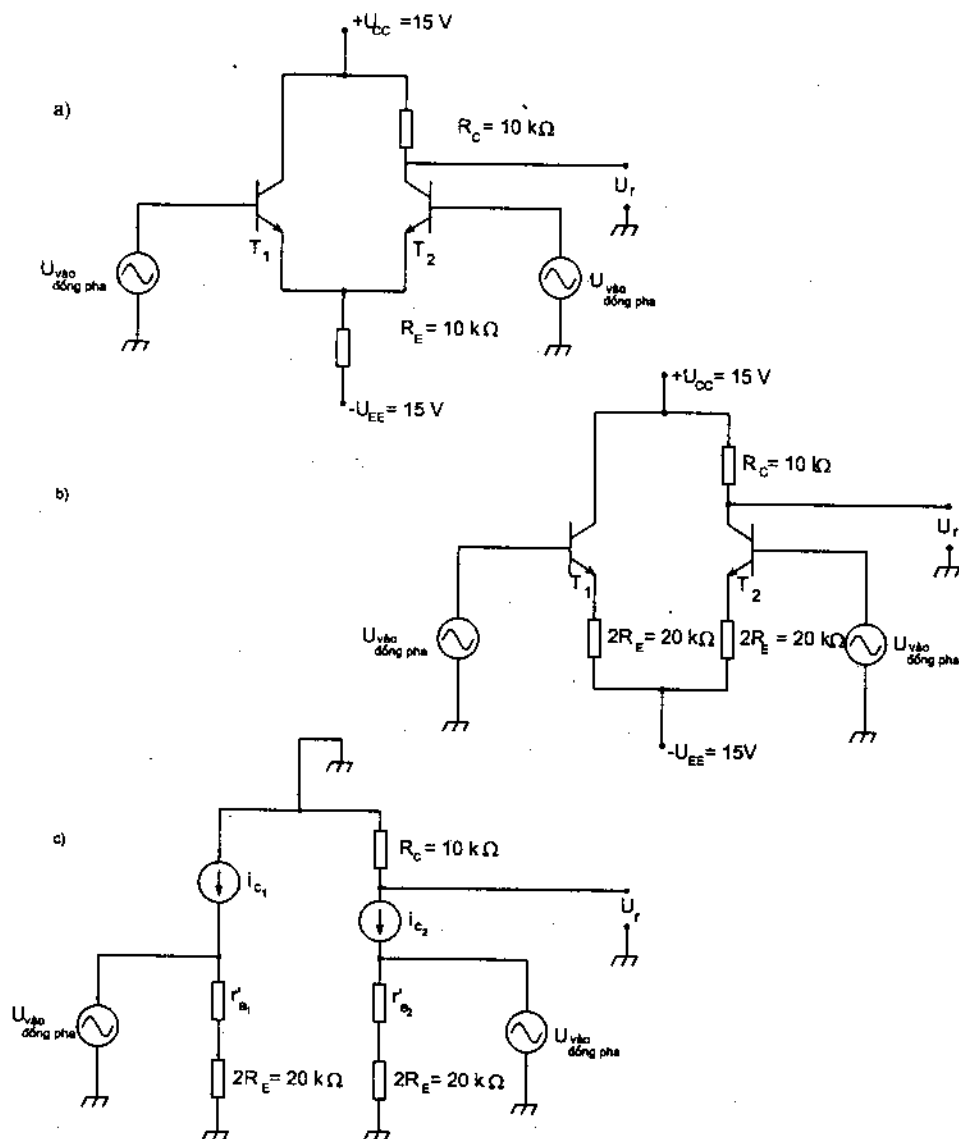 a)
+U_CC = 15 V
R_C = 10 kΩ
U_r
T_1
T_2
U_vào
đồng pha
U_vào
đồng pha
R_E = 10 kΩ
-U_EE = 15 V
b)
+U_CC = 15 V
R_C = 10 kΩ
U_r
T_1
T_2
U_vào
đồng pha
2R_E = 20 kΩ
2R_E = 20 kΩ
U_vào
đồng pha
-U_EE = 15V
c)
R_C = 10 kΩ
i_c1
U_r
i_c2
U_vào
đồng pha
r'_e1
r'_e2
U_vào
đồng pha
2R_E = 20 kΩ
2R_E = 20 kΩ